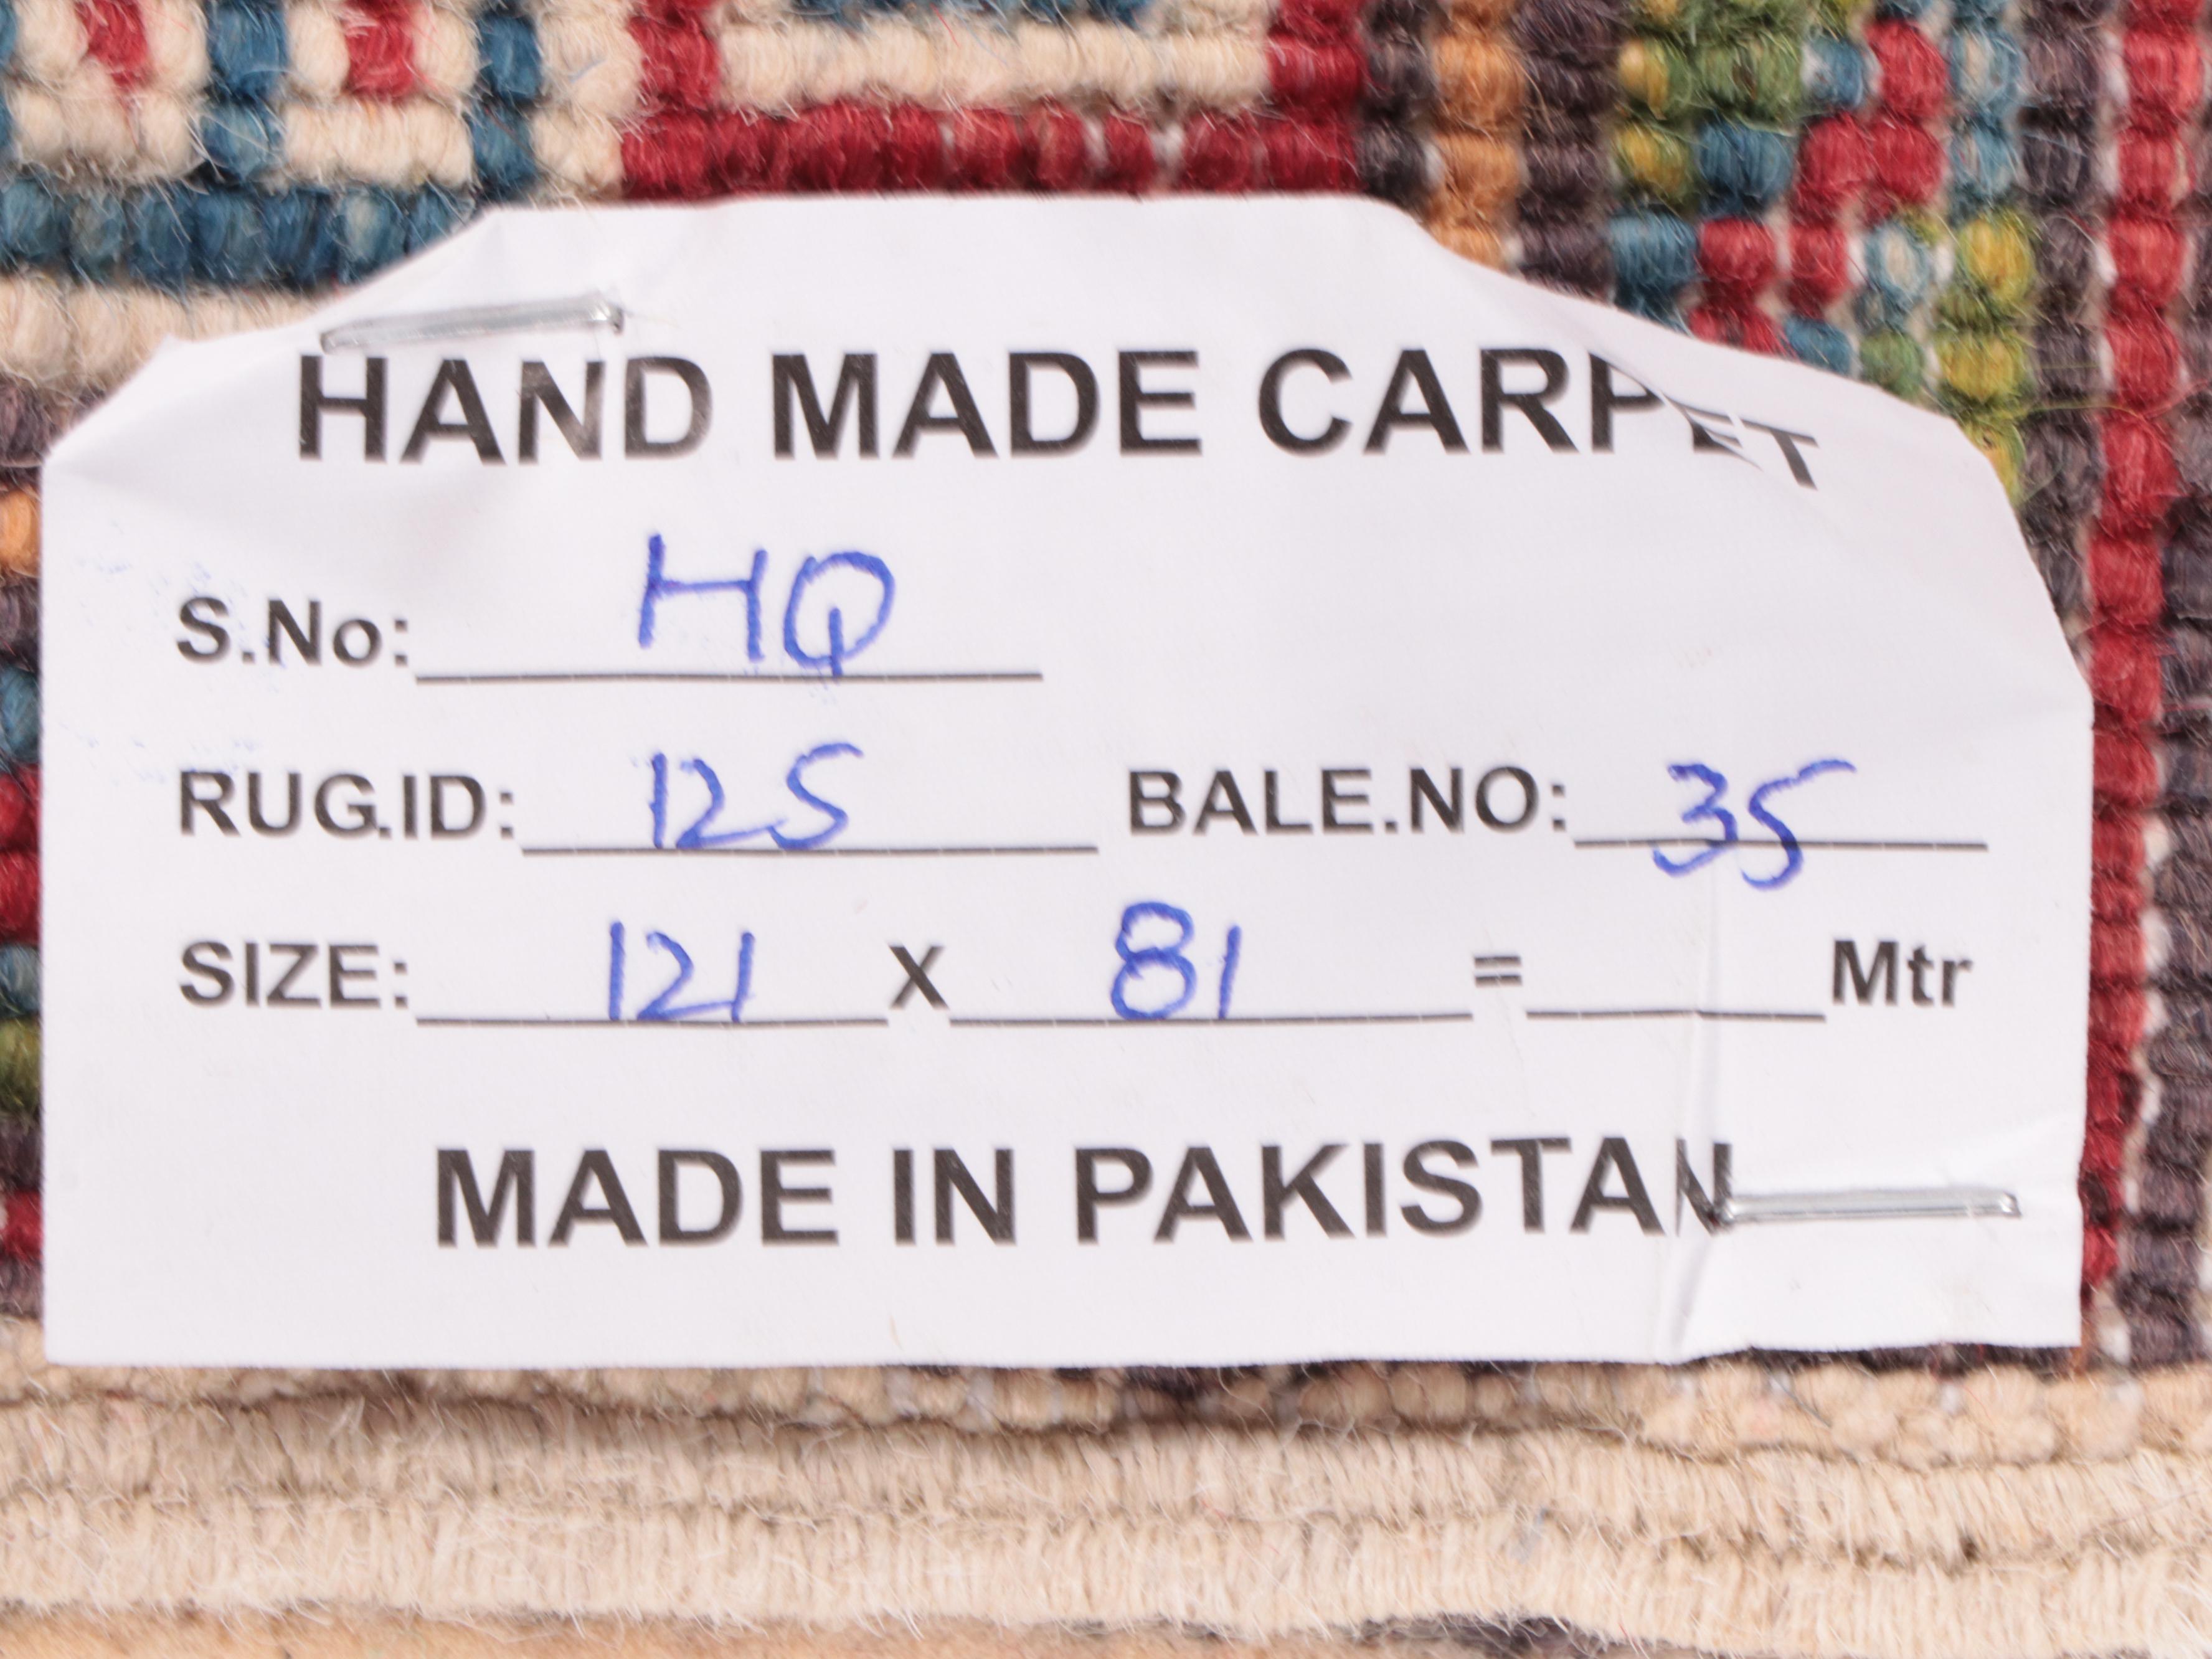 HAND MADE CARPET
S.No: HQ
RUG.ID: 125 BALE.NO: 35
SIZE: 121 X 81 = Mtr
MADE IN PAKISTAN